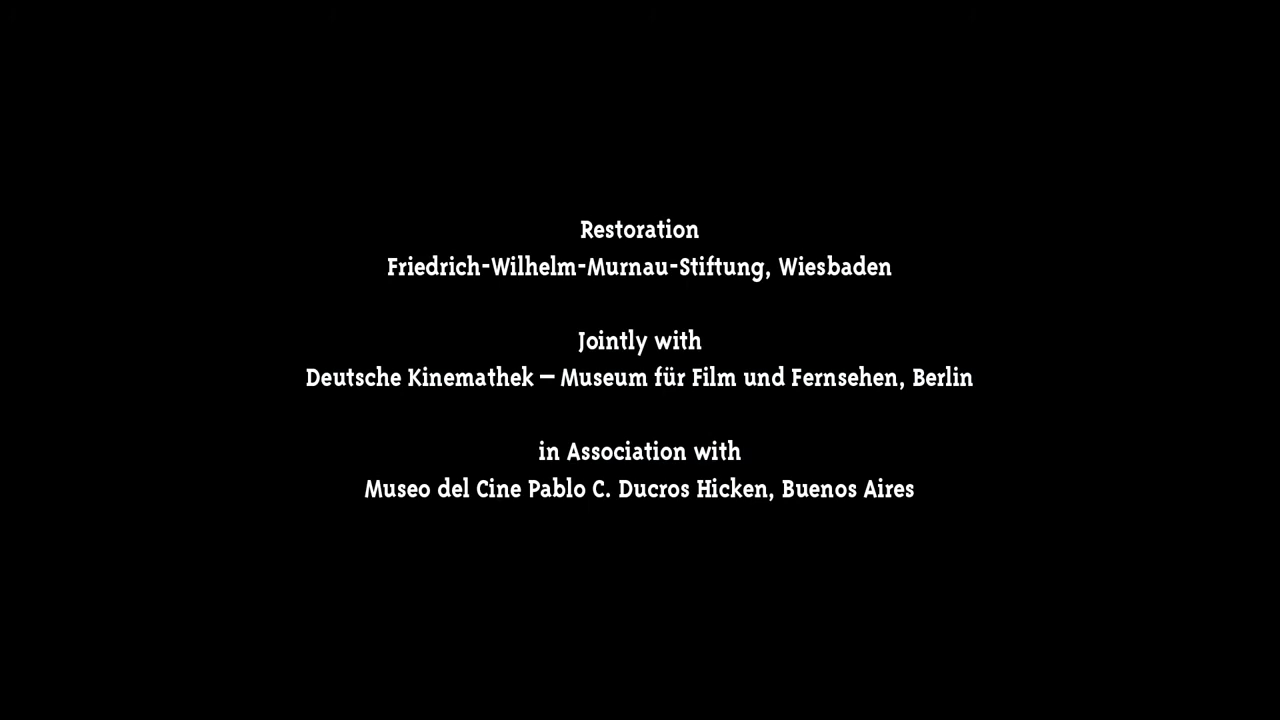 Restoration
Friedrich-Wilhelm-Murnau-Stiftung, Wiesbaden
Jointly with
Deutsche Kinemathek – Museum für Film und Fernsehen, Berlin
in Association with
Museo del Cine Pablo C. Ducros Hicken, Buenos Aires